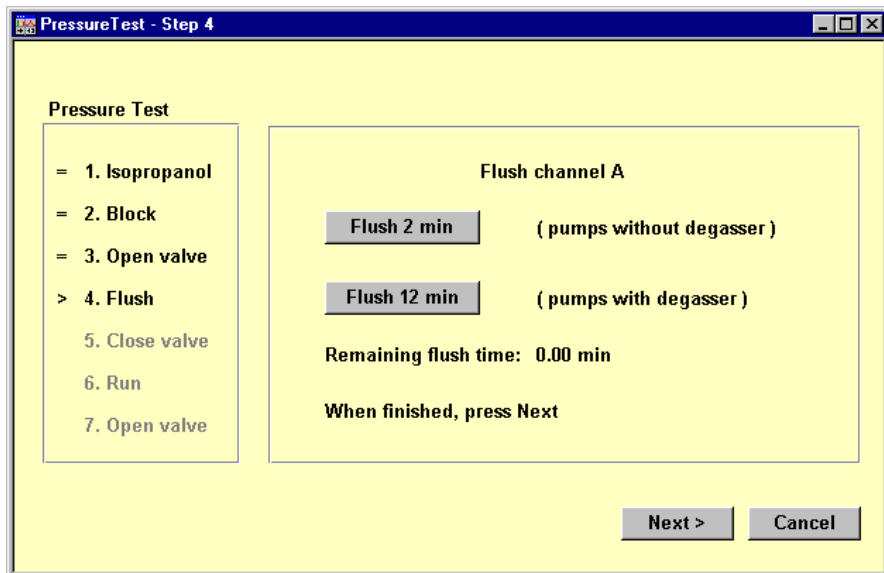 PressureTest - Step 4
Pressure Test
= 1. Isopropanol
= 2. Block
= 3. Open valve
> 4. Flush
5. Close valve
6. Run
7. Open valve
Flush channel A
Flush 2 min ( pumps without degasser )
Flush 12 min ( pumps with degasser )
Remaining flush time: 0.00 min
When finished, press Next
Next > Cancel